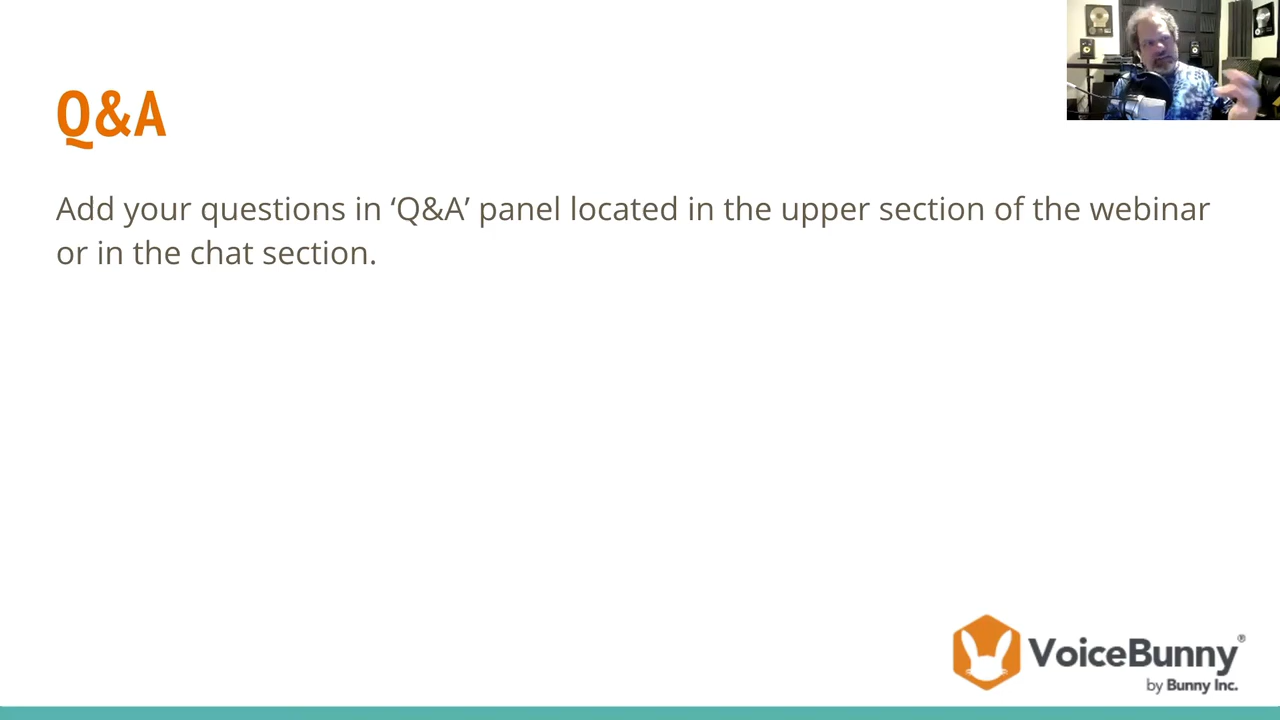 Q&A
Add your questions in ‘Q&A’ panel located in the upper section of the webinar
or in the chat section.
VoiceBunny®
by Bunny Inc.